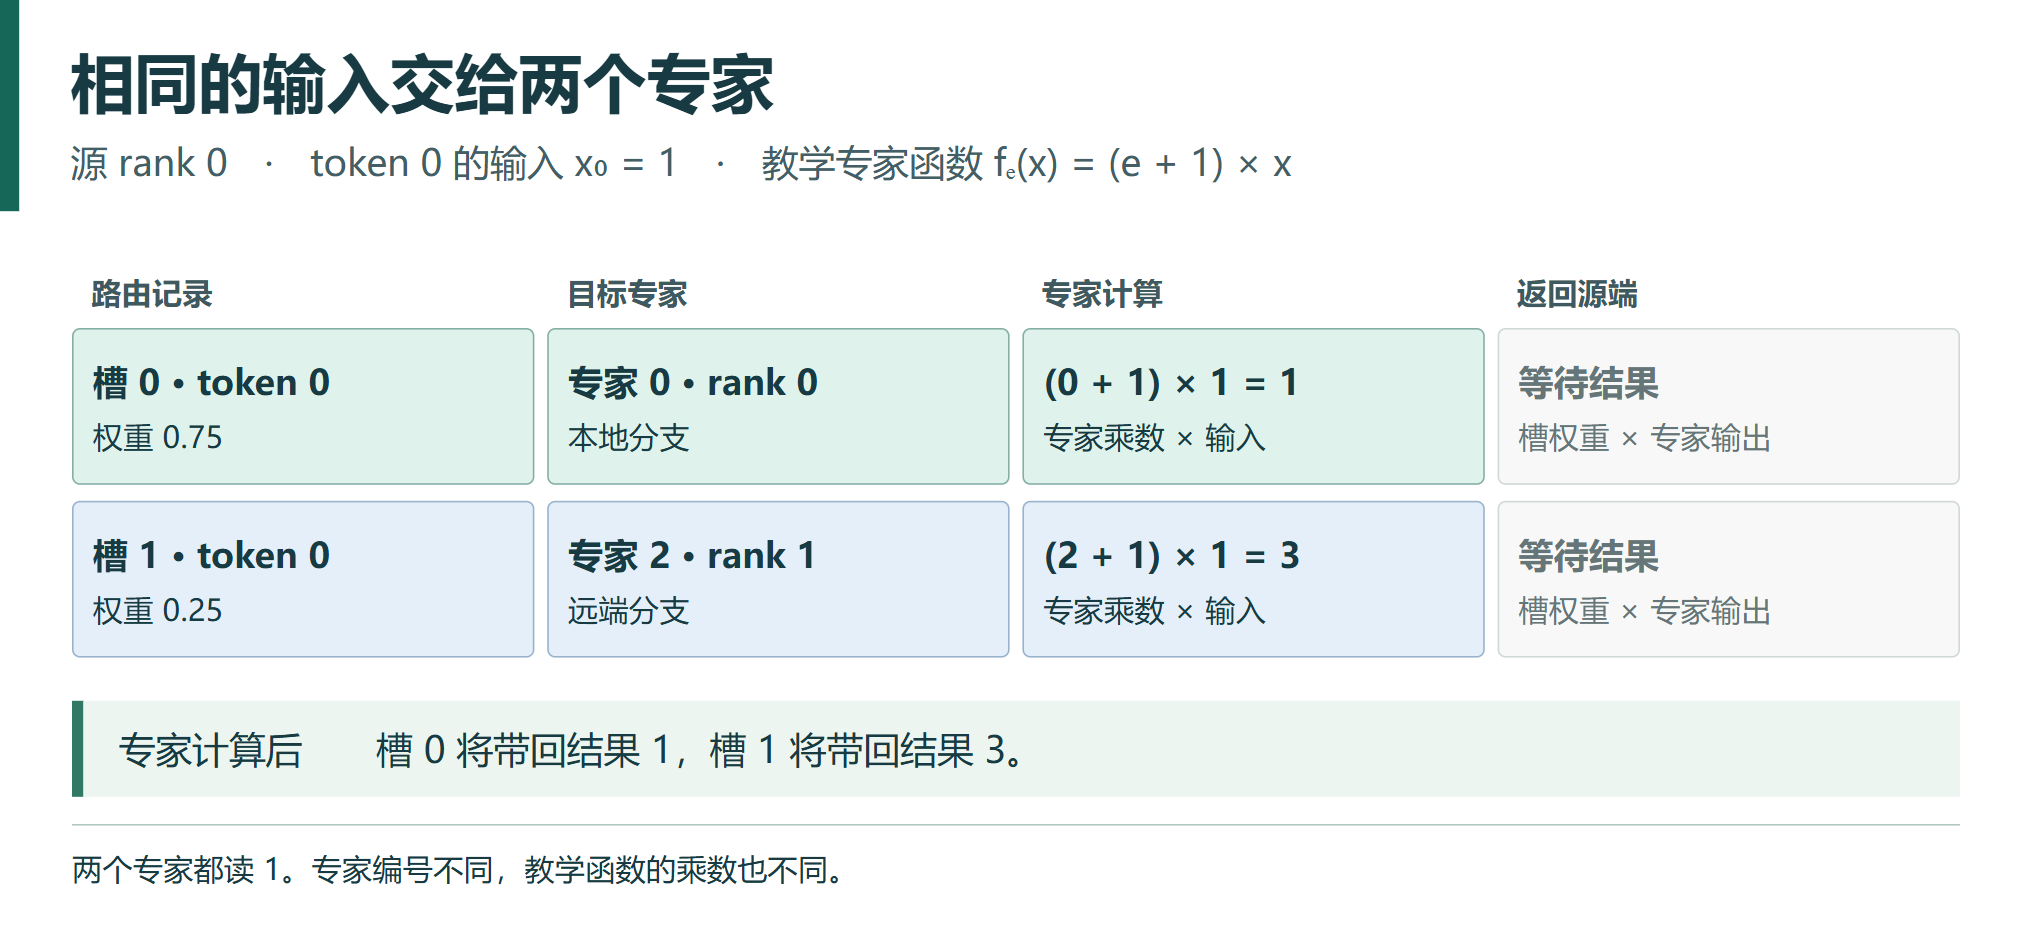 相同的输入交给两个专家
源 rank 0 · token 0 的输入 x₀ = 1 · 教学专家函数 fₑ(x) = (e + 1) × x
路由记录 目标专家 专家计算 返回源端
槽 0 • token 0 专家 0 • rank 0 (0 + 1) × 1 = 1 等待结果
权重 0.75 本地分支 专家乘数 × 输入 槽权重 × 专家输出
槽 1 • token 0 专家 2 • rank 1 (2 + 1) × 1 = 3 等待结果
权重 0.25 远端分支 专家乘数 × 输入 槽权重 × 专家输出
专家计算后 槽 0 将带回结果 1，槽 1 将带回结果 3。
两个专家都读 1。专家编号不同，教学函数的乘数也不同。